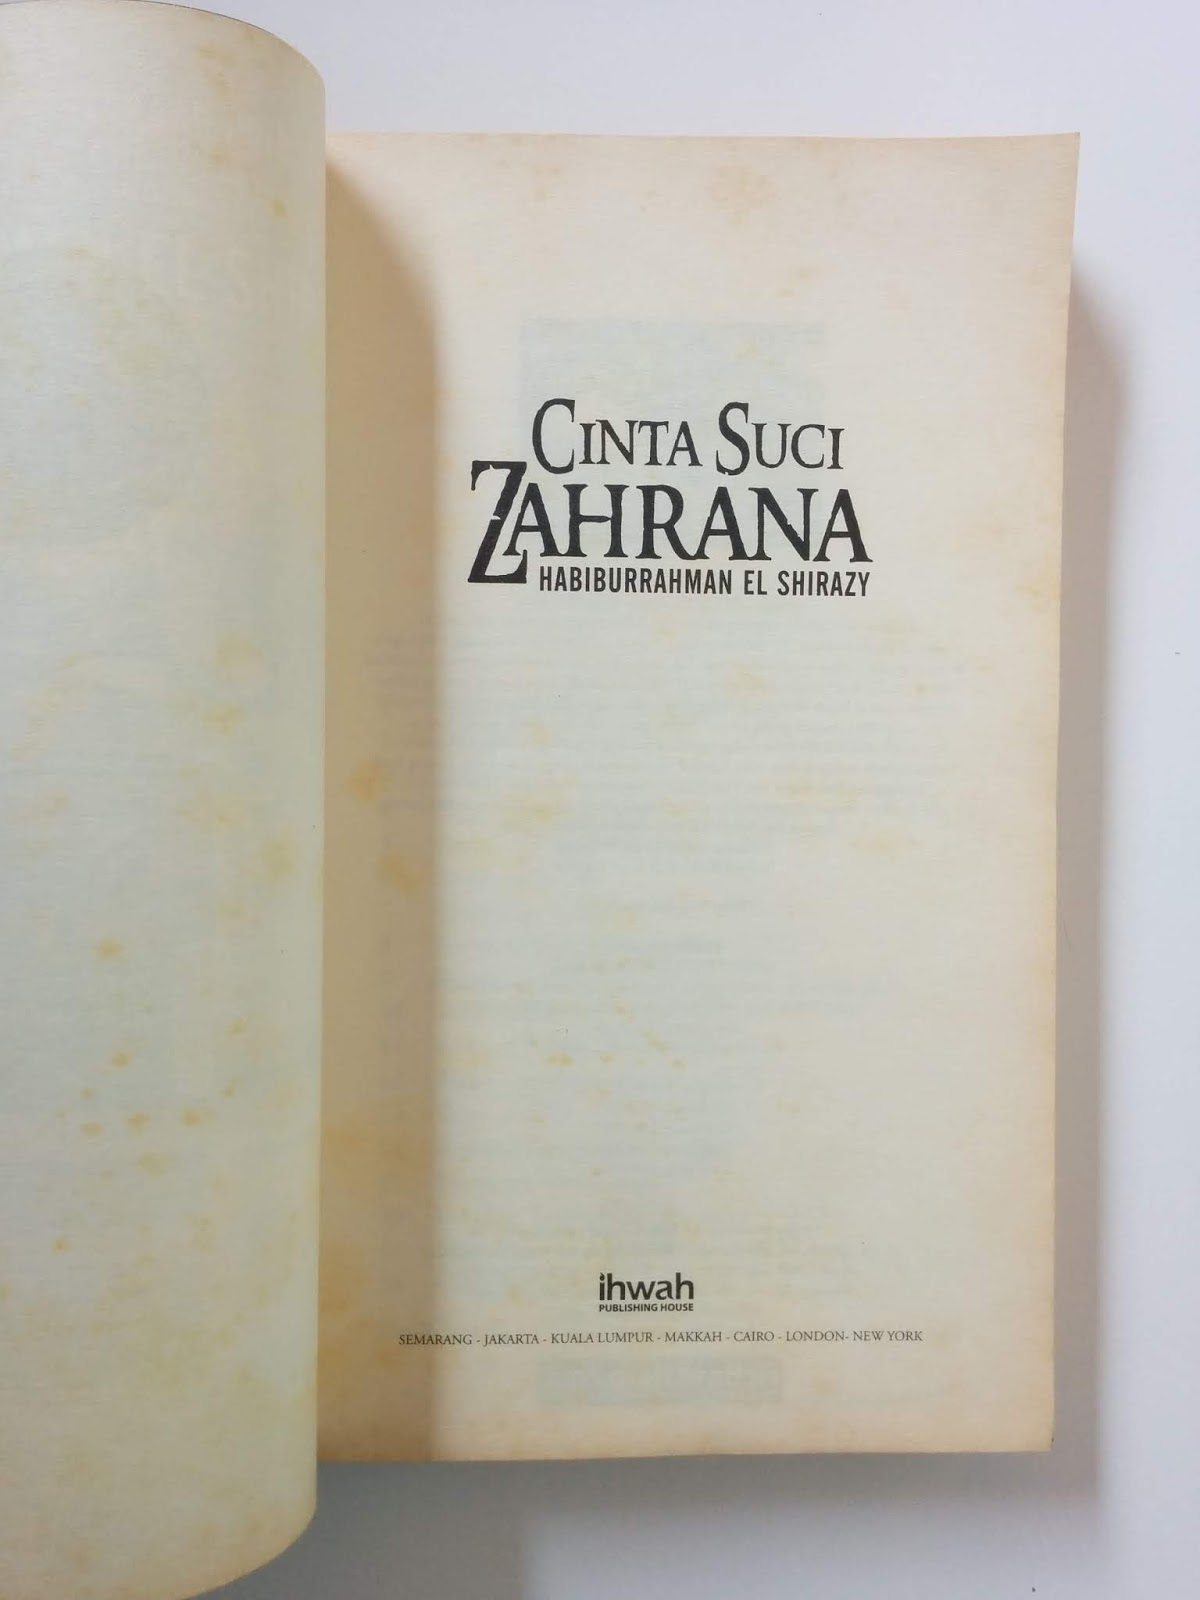 CINTA SUCI
ZAHRANA
HABIBURRAHMAN EL SHIRAZY
ihwah
PUBLISHING HOUSE
SEMARANG - JAKARTA - KUALA LUMPUR - MAKKAH - CAIRO - LONDON- NEW YORK